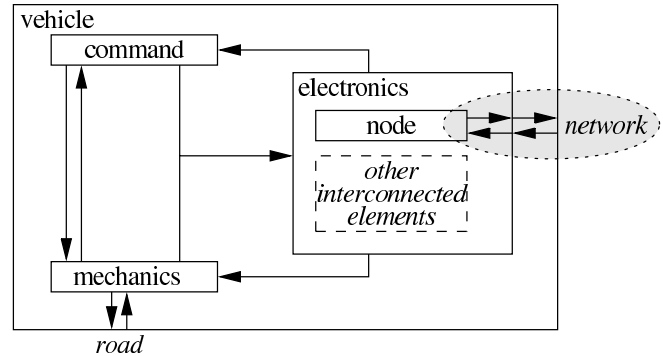 vehicle
command
electronics
node
network
other
interconnected
elements
mechanics
road